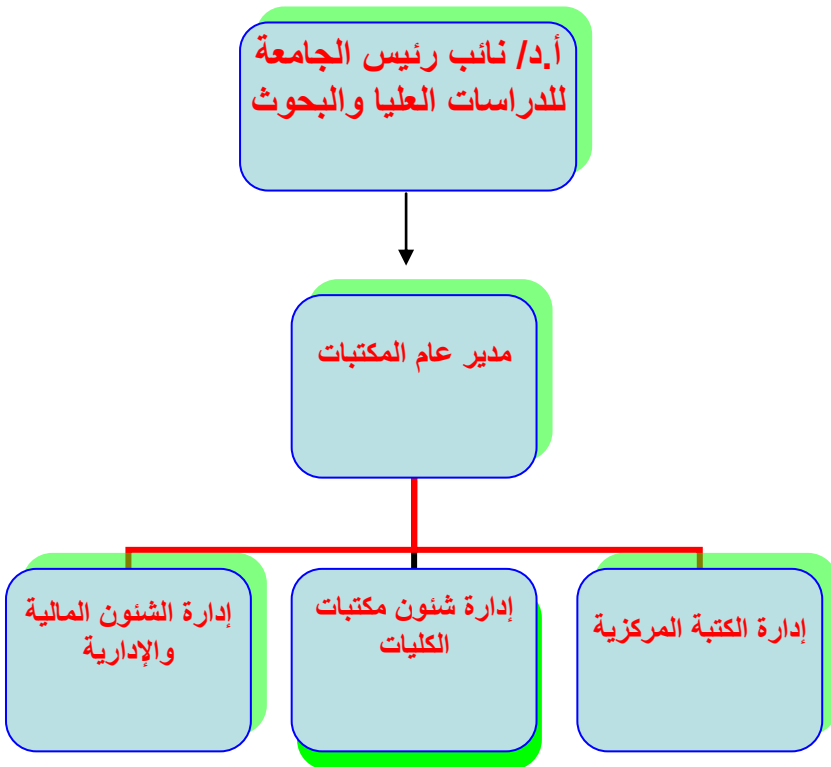 أ.د/ نائب رئيس الجامعة
للدراسات العليا والبحوث
مدير عام المكتبات
إدارة الكتبة المركزية
إدارة شئون مكتبات
الكليات
إدارة الشئون المالية
والإدارية